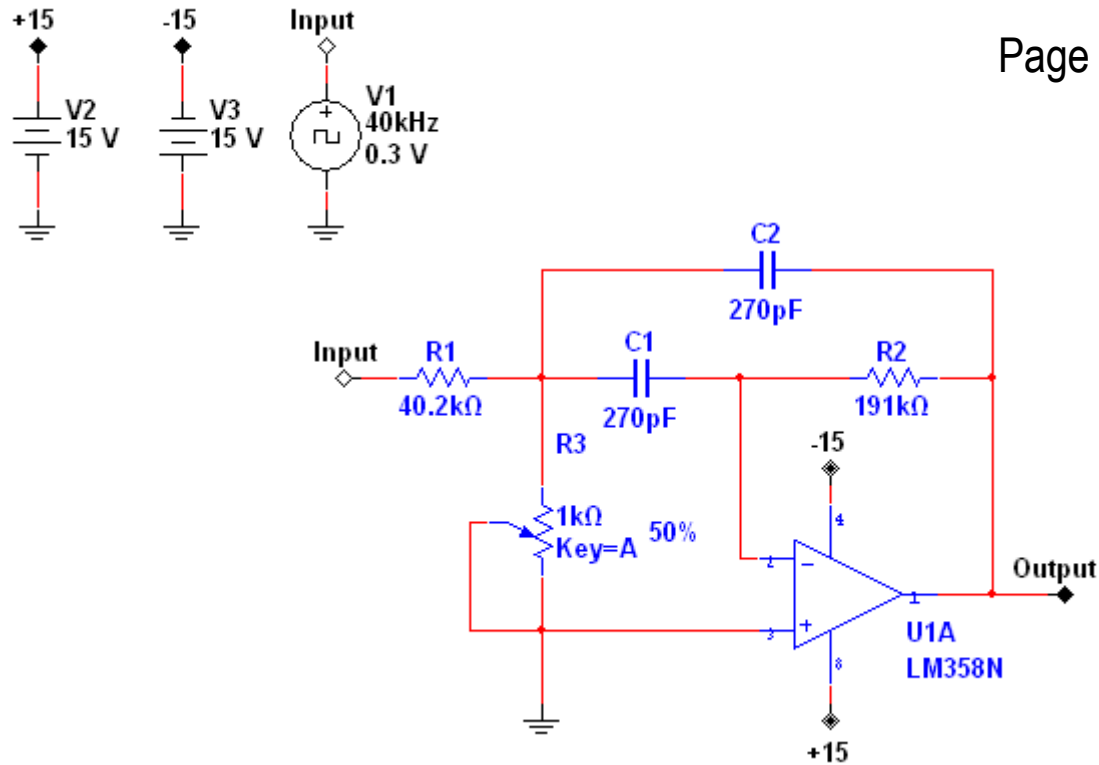 +15
-15
Input
Page
V2
15 V
V3
15 V
V1
40kHz
0.3 V
C2
270pF
Input
R1
40.2kΩ
C1
270pF
R2
191kΩ
R3
1kΩ
Key=A
50%
-15
4
2
3
1
8
Output
U1A
LM358N
+15